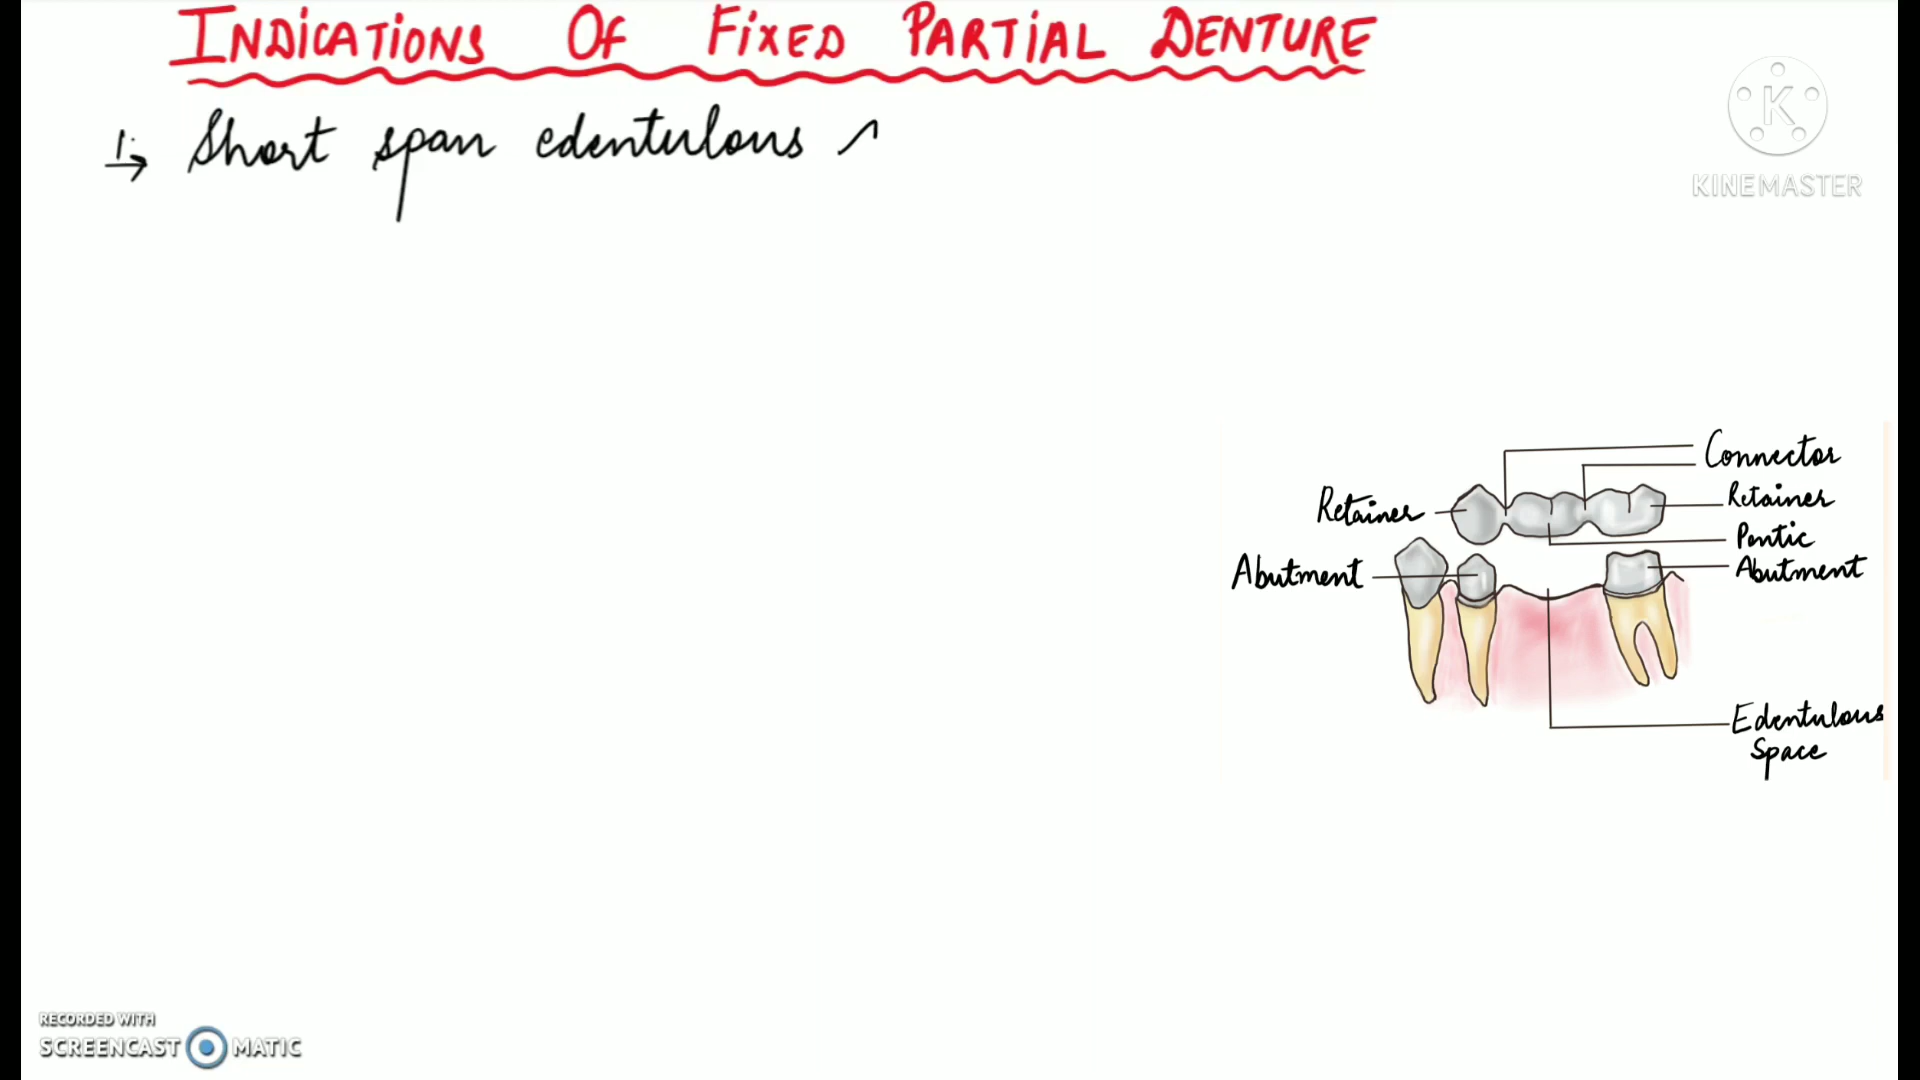 INDICATIONS OF FIXED PARTIAL DENTURE
1. → Short span edentulous
K
KINEMASTER
Connector
Retainer
Retainer
Pontic
Abutment
Abutment
Edentulous
Space
RECORDED WITH
SCREENCAST MATIC